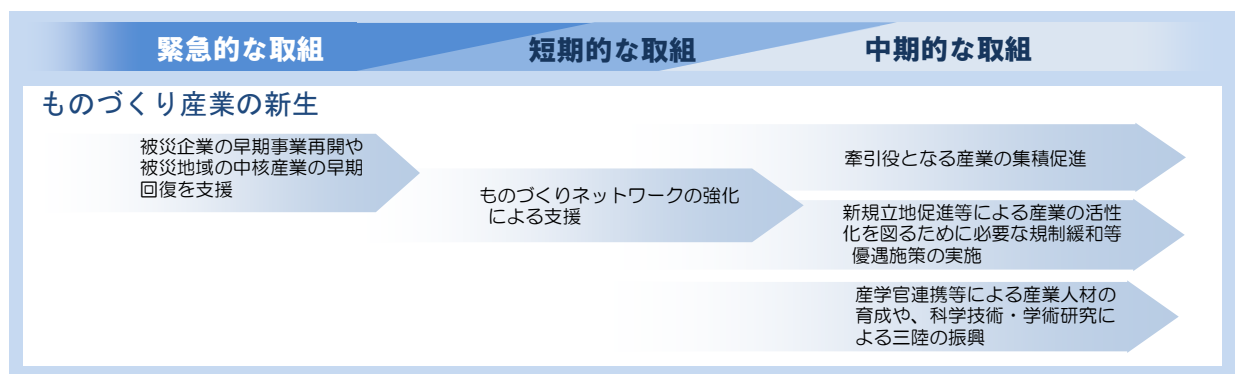 緊急的な取組
短期的な取組
中期的な取組
ものづくり産業の新生
被災企業の早期事業再開や
被災地域の中核産業の早期
回復を支援
ものづくりネットワークの強化
による支援
牽引役となる産業の集積促進
新規立地促進等による産業の活性
化を図るために必要な規制緩和等
優遇施策の実施
産学官連携等による産業人材の
育成や、科学技術・学術研究に
よる三陸の振興